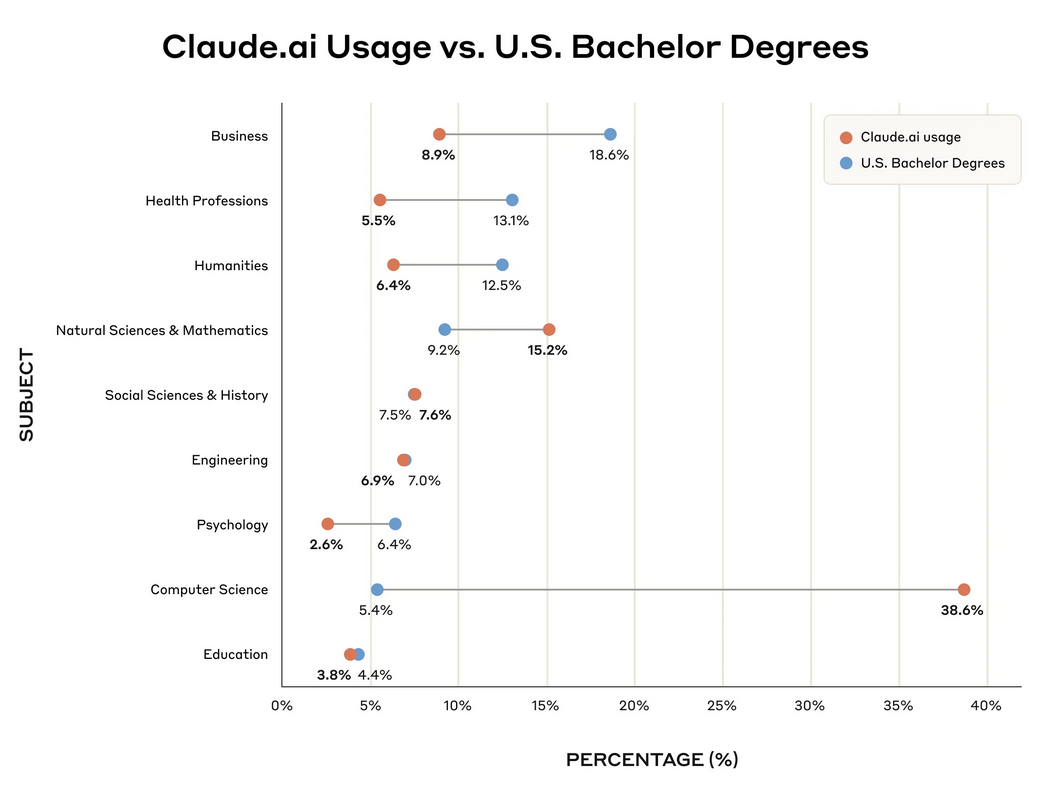 Claude.ai Usage vs. U.S. Bachelor Degrees
Claude.ai usage
U.S. Bachelor Degrees
SUBJECT
Business
8.9% 18.6%
Health Professions
5.5% 13.1%
Humanities
6.4% 12.5%
Natural Sciences & Mathematics
9.2% 15.2%
Social Sciences & History
7.5% 7.6%
Engineering
6.9% 7.0%
Psychology
2.6% 6.4%
Computer Science
5.4% 38.6%
Education
3.8% 4.4%
0% 5% 10% 15% 20% 25% 30% 35% 40%
PERCENTAGE (%)